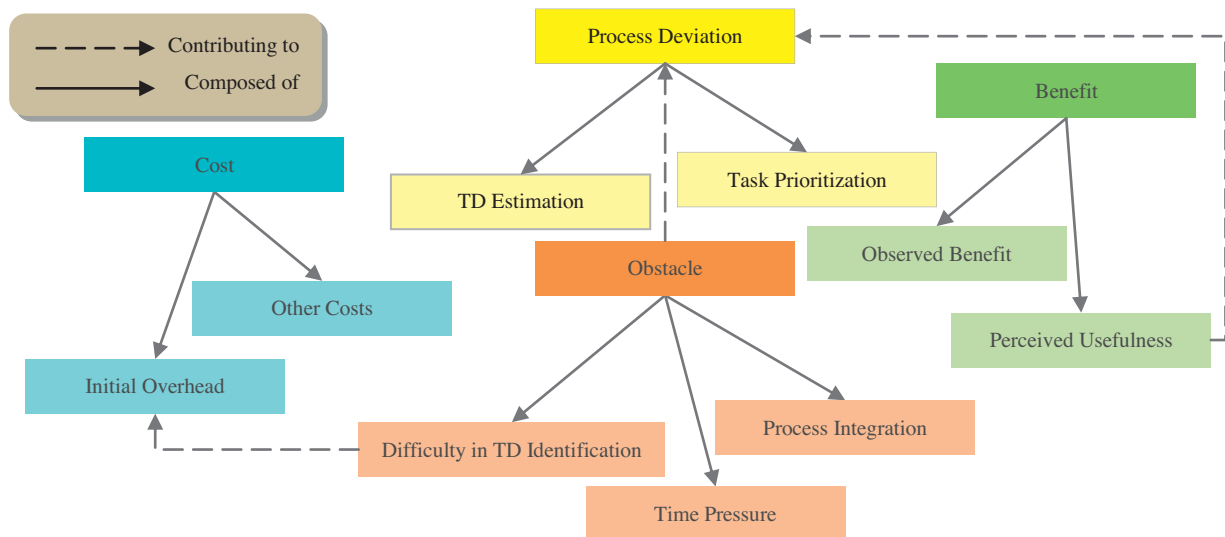 Contributing to
Composed of
Process Deviation
Benefit
Cost
Task Prioritization
TD Estimation
Observed Benefit
Obstacle
Other Costs
Perceived Usefulness
Initial Overhead
Process Integration
Difficulty in TD Identification
Time Pressure